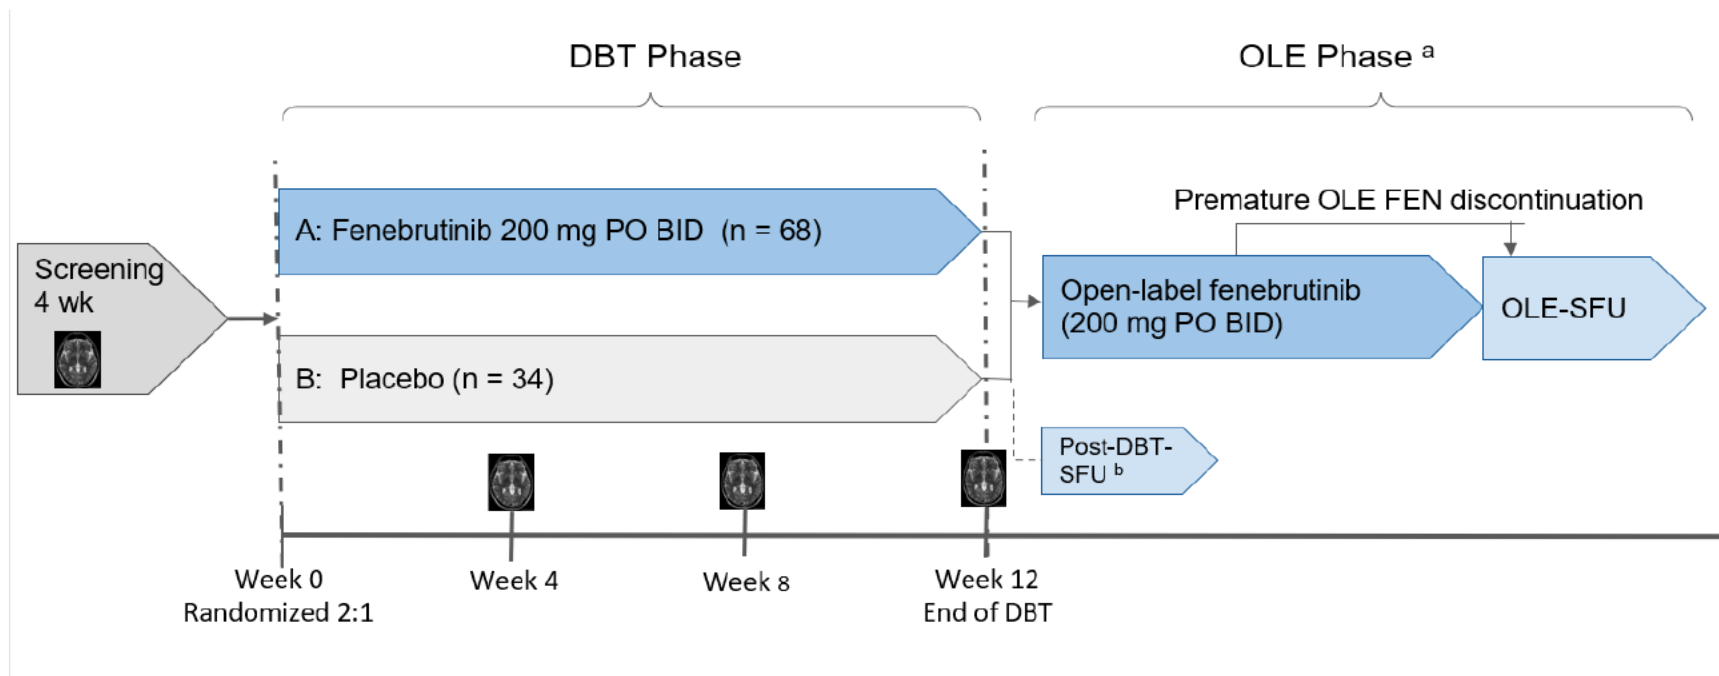 DBT Phase
OLE Phase a
Premature OLE FEN discontinuation
A: Fenebrutinib 200 mg PO BID (n = 68)
Screening
4 wk
Open-label fenebrutinib
(200 mg PO BID)
OLE-SFU
B: Placebo (n = 34)
Post-DBT-
SFU b
Week 0
Randomized 2:1
Week 4
Week 8
Week 12
End of DBT